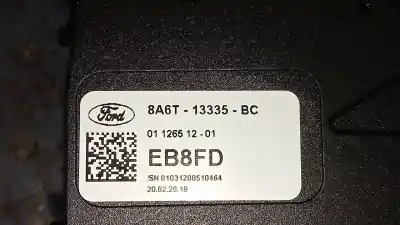 Ford
8A6T - 13335 - BC
01 1265 12 - 01
EB8FD
/SN 01031200510464
20.02.20.19